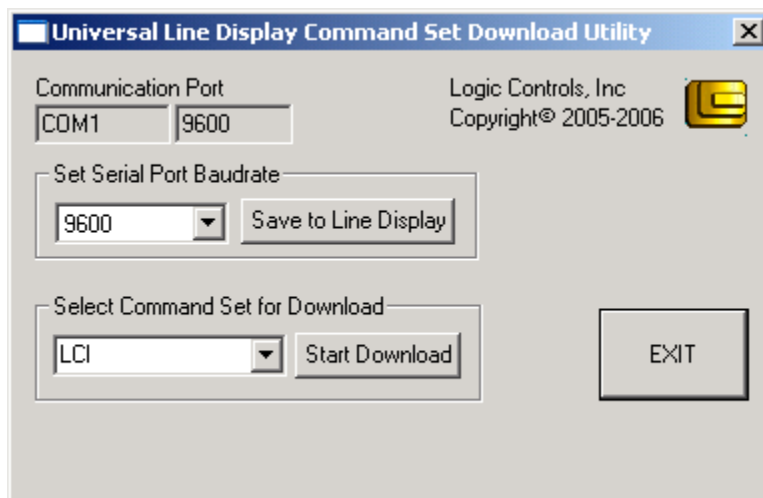 Universal Line Display Command Set Download Utility
Communication Port
COM1 9600
Logic Controls, Inc
Copyright© 2005-2006
Set Serial Port Baudrate
9600 Save to Line Display
Select Command Set for Download
LCI Start Download
EXIT